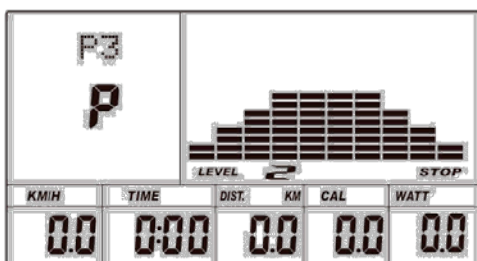 P3
P
LEVEL 2 STOP
KM/H TIME DIST. KM CAL WATT
0.0 0:00 0.0 0.0 0.0